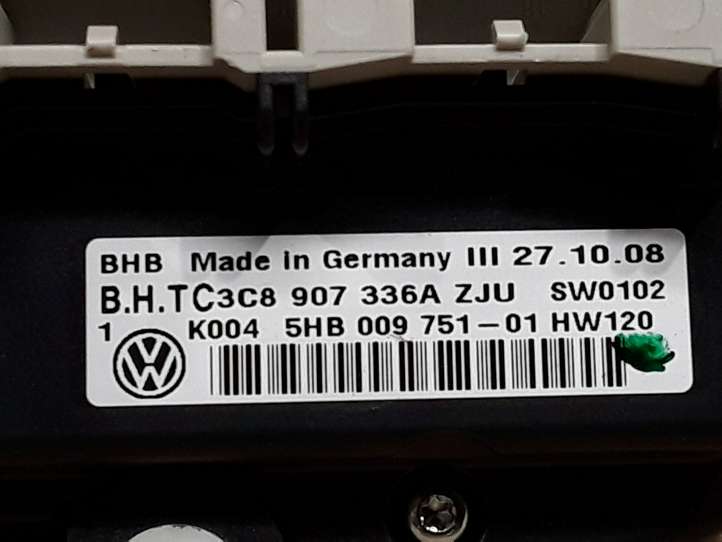 BHB Made in Germany III 27.10.08
B.H.TC3C8 907 336A ZJU SW0102
1 K004 5HB 009 751-01 HW120